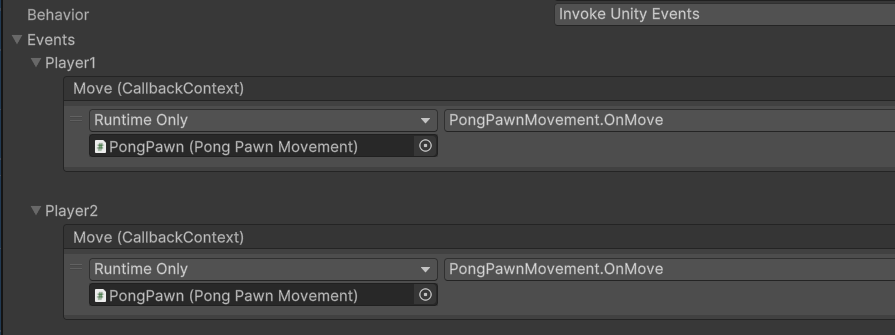 Behavior Invoke Unity Events
Events
Player1
Move (CallbackContext)
Runtime Only PongPawnMovement.OnMove
PongPawn (Pong Pawn Movement)
Player2
Move (CallbackContext)
Runtime Only PongPawnMovement.OnMove
PongPawn (Pong Pawn Movement)